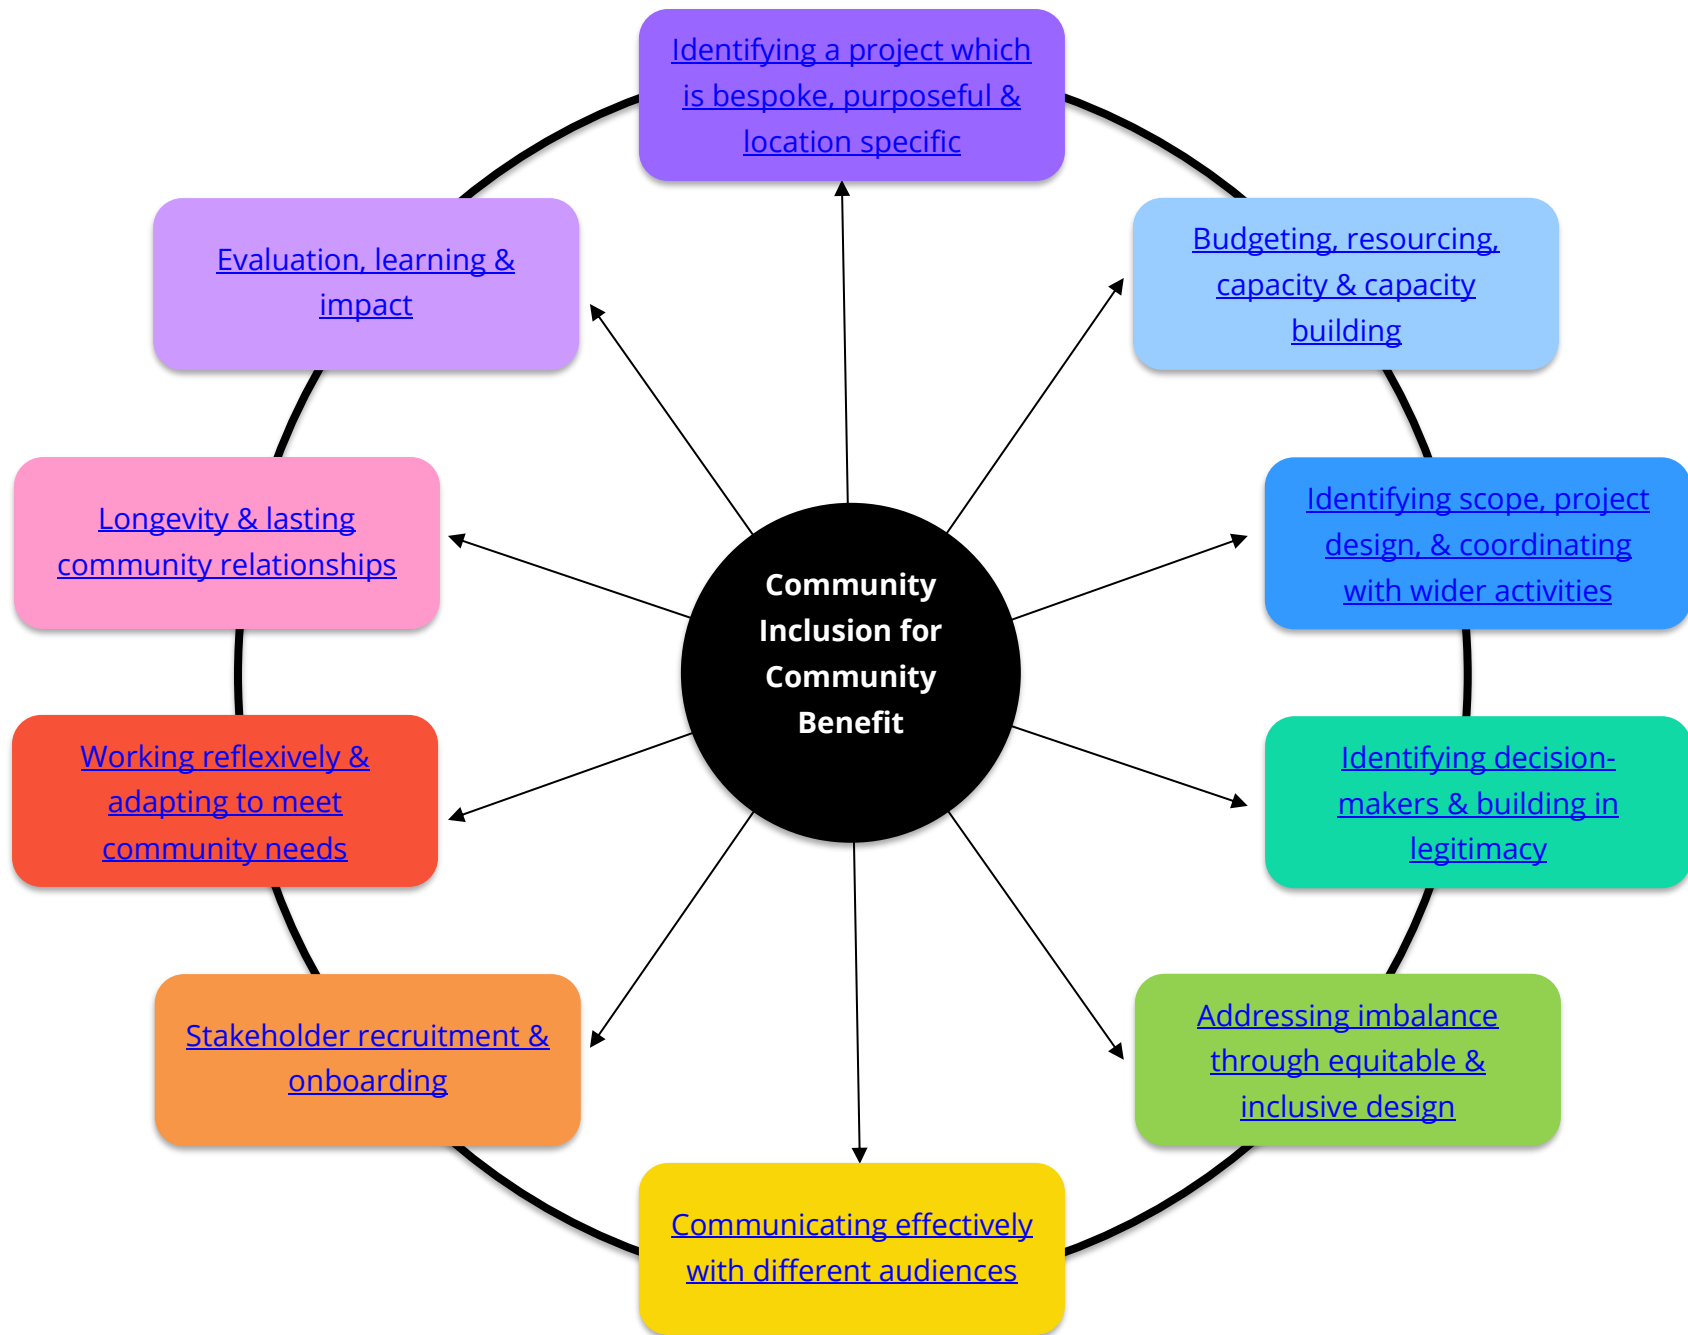 Identifying a project which
is bespoke, purposeful &
location specific
Budgeting, resourcing,
capacity & capacity
building
Identifying scope, project
design, & coordinating
with wider activities
Identifying decision-
makers & building in
legitimacy
Addressing imbalance
through equitable &
inclusive design
Communicating effectively
with different audiences
Stakeholder recruitment &
onboarding
Working reflexively &
adapting to meet
community needs
Longevity & lasting
community relationships
Evaluation, learning &
impact
Community
Inclusion for
Community
Benefit